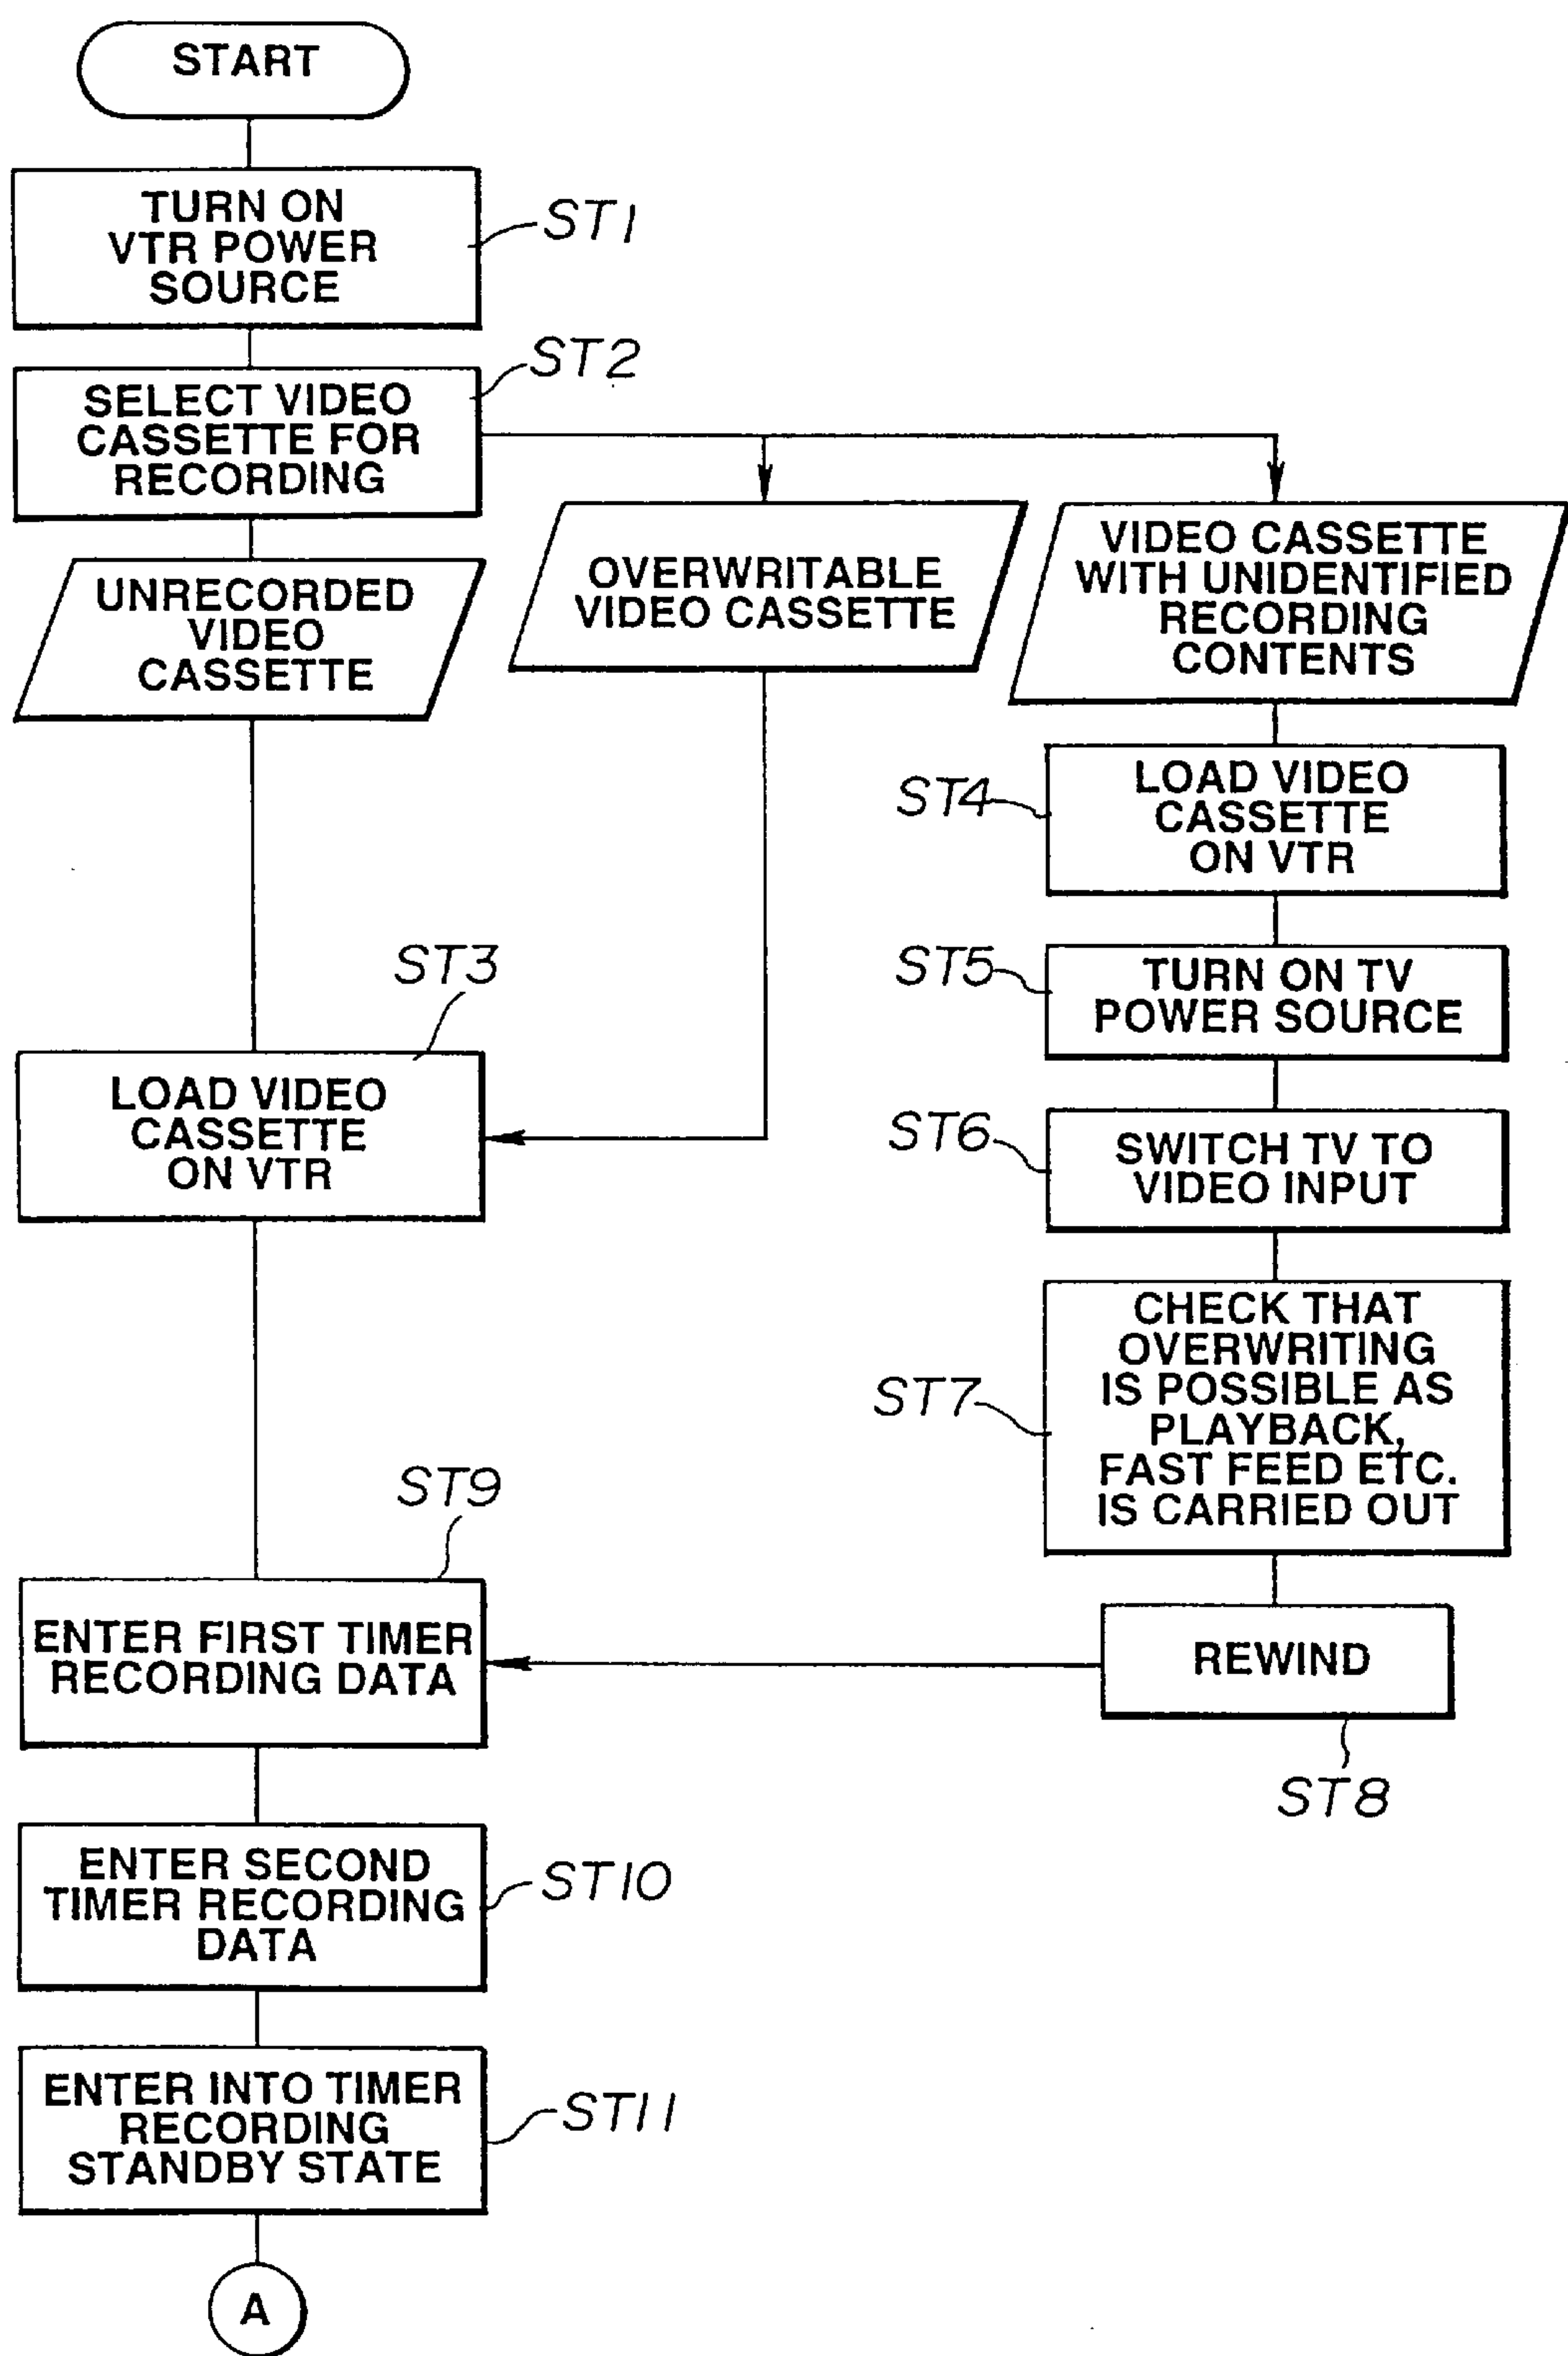 START
TURN ON
VTR POWER
SOURCE
ST1
SELECT VIDEO
CASSETTE FOR
RECORDING
ST2
UNRECORDED
VIDEO
CASSETTE
OVERWRITABLE
VIDEO CASSETTE
VIDEO CASSETTE
WITH UNIDENTIFIED
RECORDING
CONTENTS
ST4
LOAD VIDEO
CASSETTE
ON VTR
ST5
TURN ON TV
POWER SOURCE
ST3
LOAD VIDEO
CASSETTE
ON VTR
ST6
SWITCH TV TO
VIDEO INPUT
ST7
CHECK THAT
OVERWRITING
IS POSSIBLE AS
PLAYBACK,
FAST FEED ETC.
IS CARRIED OUT
ST9
ENTER FIRST TIMER
RECORDING DATA
REWIND
ST8
ENTER SECOND
TIMER RECORDING
DATA
ST10
ENTER INTO TIMER
RECORDING
STANDBY STATE
ST11
A